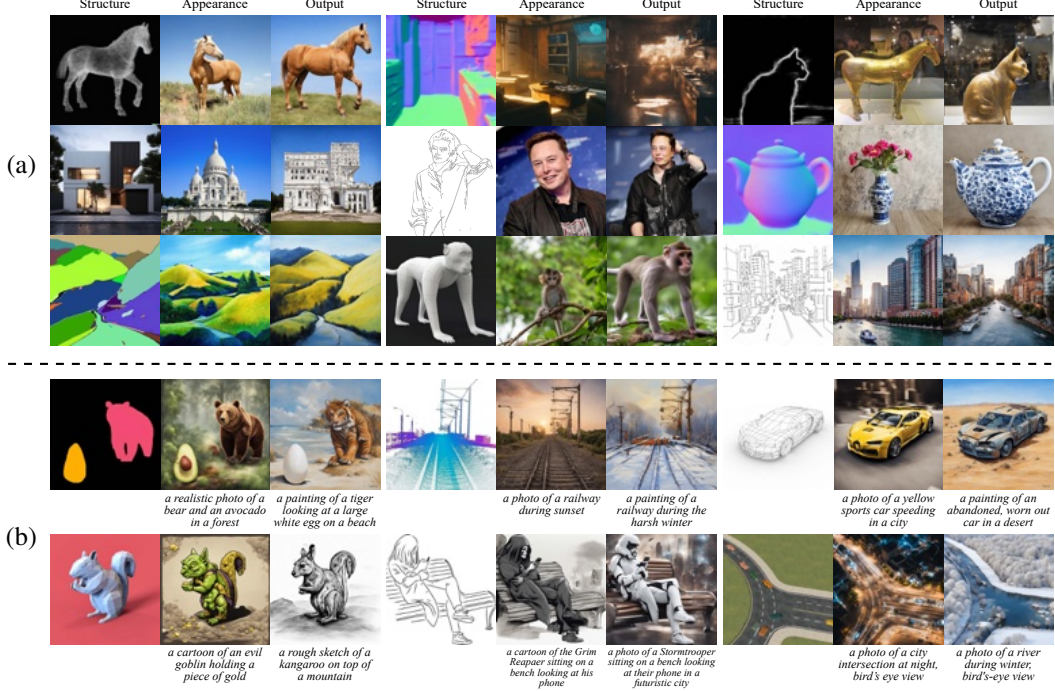 Structure Appearance Output Structure Appearance Output Structure Appearance Output
(a)
a realistic photo of a
bear and an avocado
in a forest
a painting of a tiger
looking at a large
white egg on a beach
a photo of a railway
during sunset
a painting of a
railway during the
harsh winter
a photo of a yellow
sports car speeding
in a city
a painting of an
abandoned, worn out
car in a desert
(b)
a cartoon of an evil
goblin holding a
piece of gold
a rough sketch of a
kangaroo on top of
a mountain
a cartoon of the Grim
Reapaer sitting on a
bench looking at his
phone
a photo of a Stormtrooper
sitting on a bench looking
at their phone in a
futuristic city
a photo of a city
intersection at night,
bird's eye view
a photo of a river
during winter,
bird's-eye view